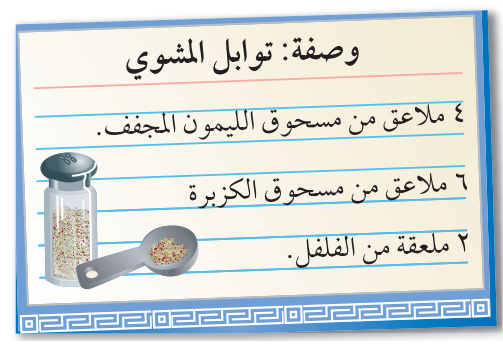 وصفة: توابل المشوي
٤ ملاعق من مسحوق الليمون المجفف.
٦ ملاعق من مسحوق الكزبرة
٢ ملعقة من الفلفل.